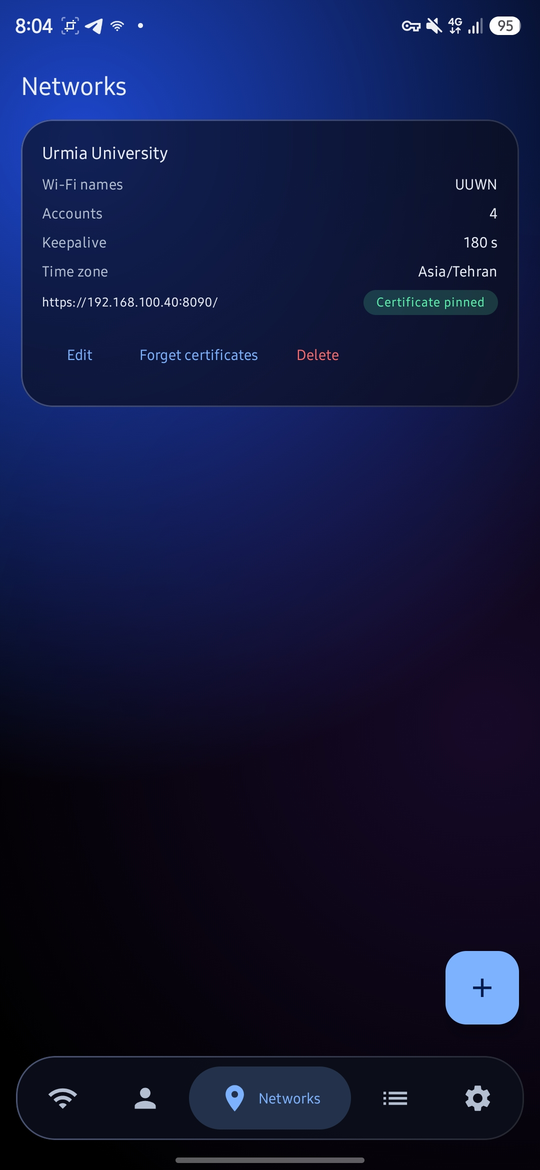 8:04 4G 95
Networks
Urmia University
Wi-Fi names UUWN
Accounts 4
Keepalive 180 s
Time zone Asia/Tehran
https://192.168.100.40:8090/ Certificate pinned
Edit Forget certificates Delete
Networks